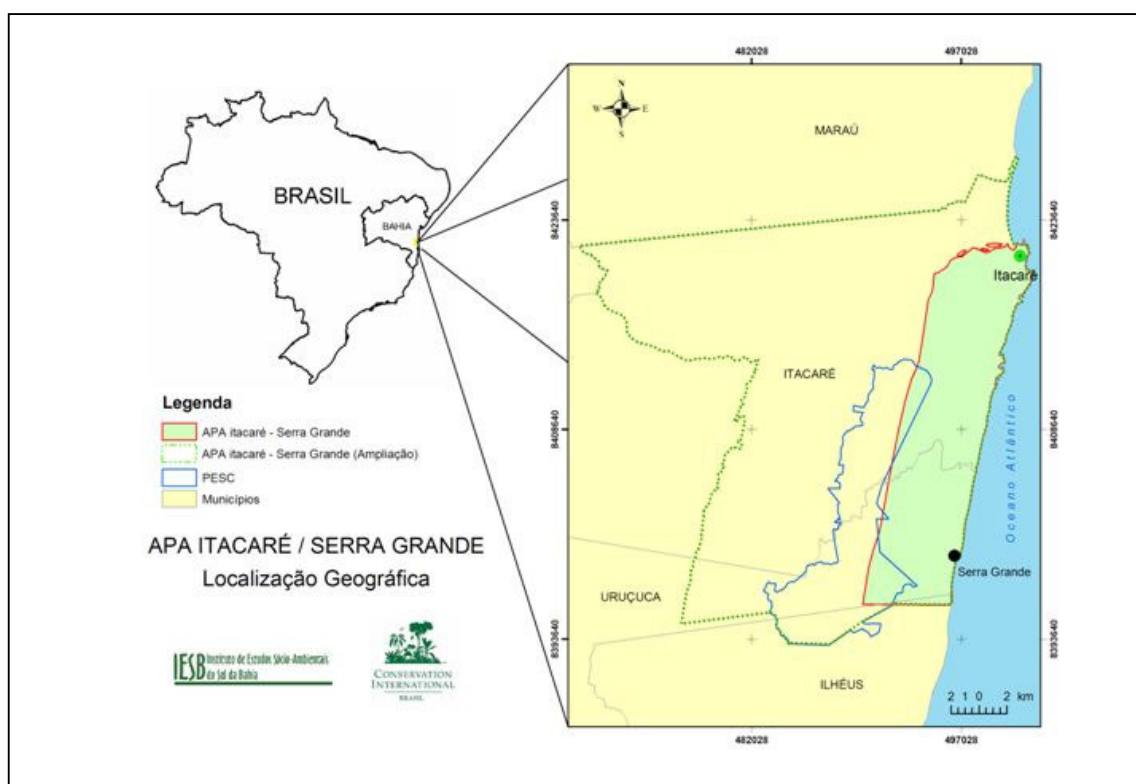 BRASIL
BAHIA
Legenda
APA itacaré - Serra Grande
APA itacaré - Serra Grande (Ampliação)
PESC
Municípios
APA ITACARÉ / SERRA GRANDE
Localização Geográfica
IESB Instituto de Estudos Sócio-Ambientais
do Sul da Bahia
CONSERVATION
INTERNATIONAL
BRASIL
482028
497028
N
W
E
S
MARAÚ
8423640
8423640
Itacaré
ITACARÉ
8408640
8408640
Oceano Atlântico
Serra Grande
URUÇUCA
8393640
8393640
ILHÉUS
2 1 0 2 km
482028
497028